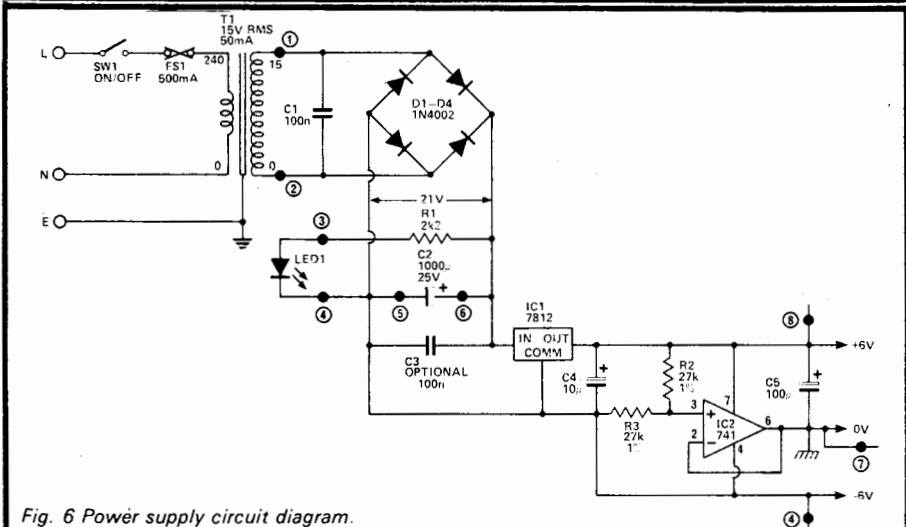 T1
15V RMS
50mA
L
SW1
ON/OFF
FS1
500mA
240
15
①
C1
100n
D1–D4
1N4002
0
0
N
②
E
21V
③
R1
2k2
LED1
C2
1000µ
25V
+
④
⑤
⑥
IC1
7812
IN OUT
COMM
C3
OPTIONAL
100n
⑧
+6V
C4
10µ
+
R2
27k
1%
C5
100µ
+
3
+
7
IC2
741
6
2
−
4
R3
27k
1%
0V
⑦
-6V
④
Fig. 6 Power supply circuit diagram.